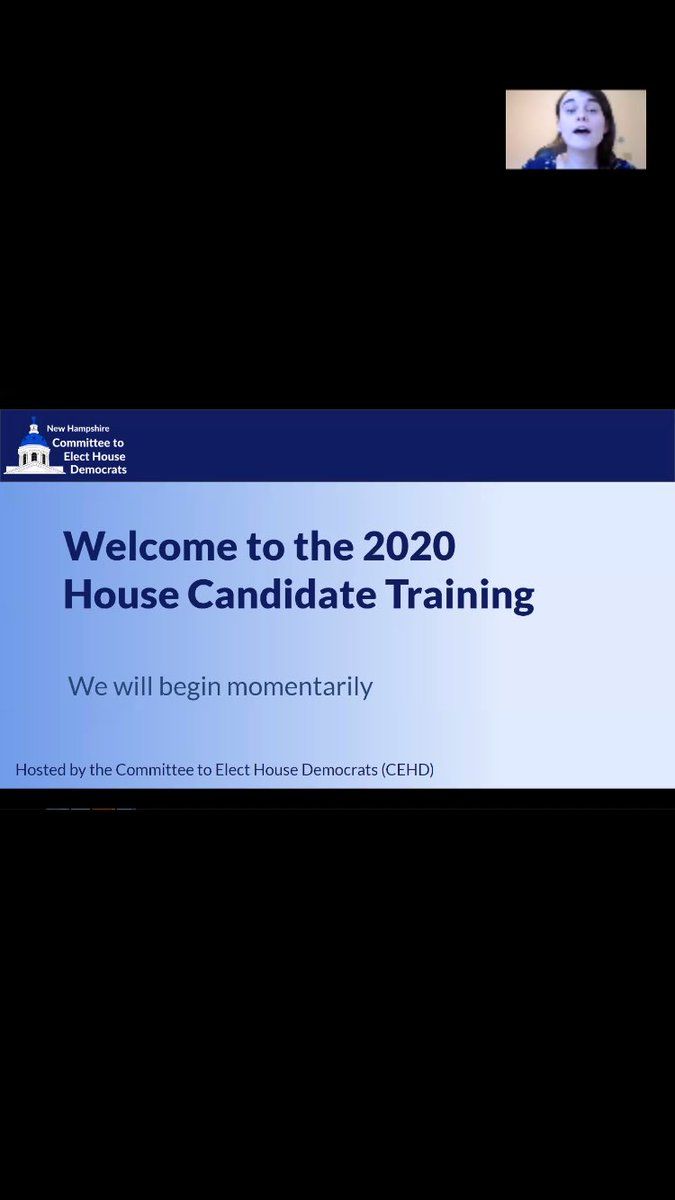 New Hampshire
Committee to
Elect House
Democrats
Welcome to the 2020
House Candidate Training
We will begin momentarily
Hosted by the Committee to Elect House Democrats (CEHD)